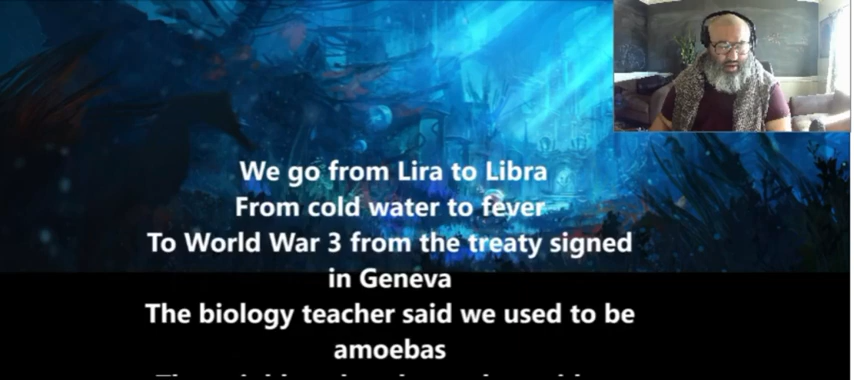 We go from Lira to Libra
From cold water to fever
To World War 3 from the treaty signed
in Geneva
The biology teacher said we used to be
amoebas